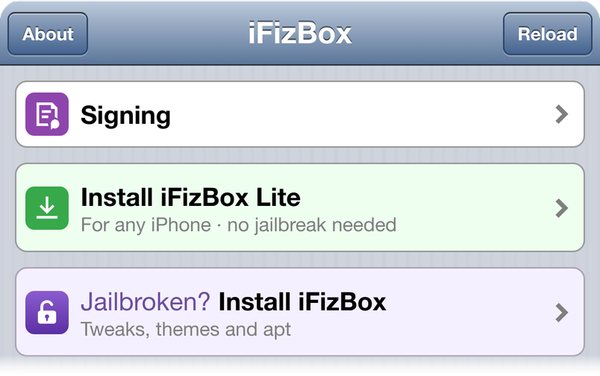 About
iFizBox
Reload
Signing
Install iFizBox Lite
For any iPhone · no jailbreak needed
Jailbroken? Install iFizBox
Tweaks, themes and apt